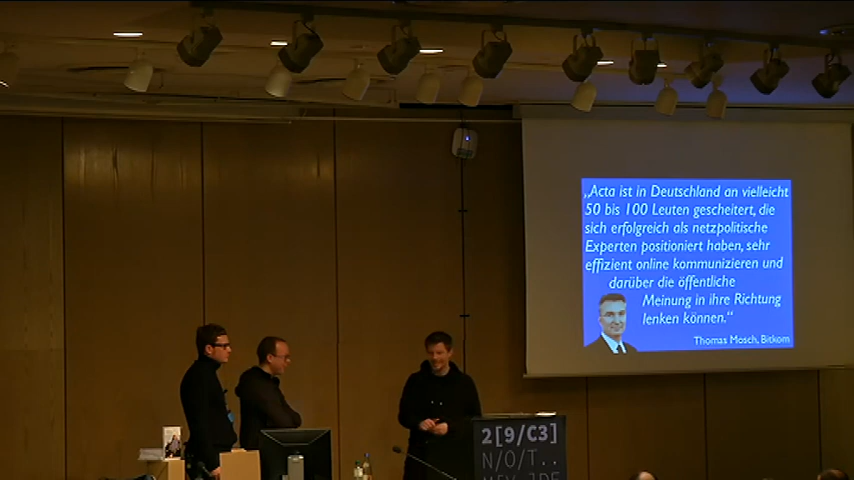 „Acta ist in Deutschland an vielleicht
50 bis 100 Leuten gescheitert, die
sich erfolgreich als netzpolitische
Experten positioniert haben, sehr
effizient online kommunizieren und
darüber die öffentliche
Meinung in ihre Richtung
lenken können.“
Thomas Mosch, Bitkom
2[9/C3]
N/O/T..